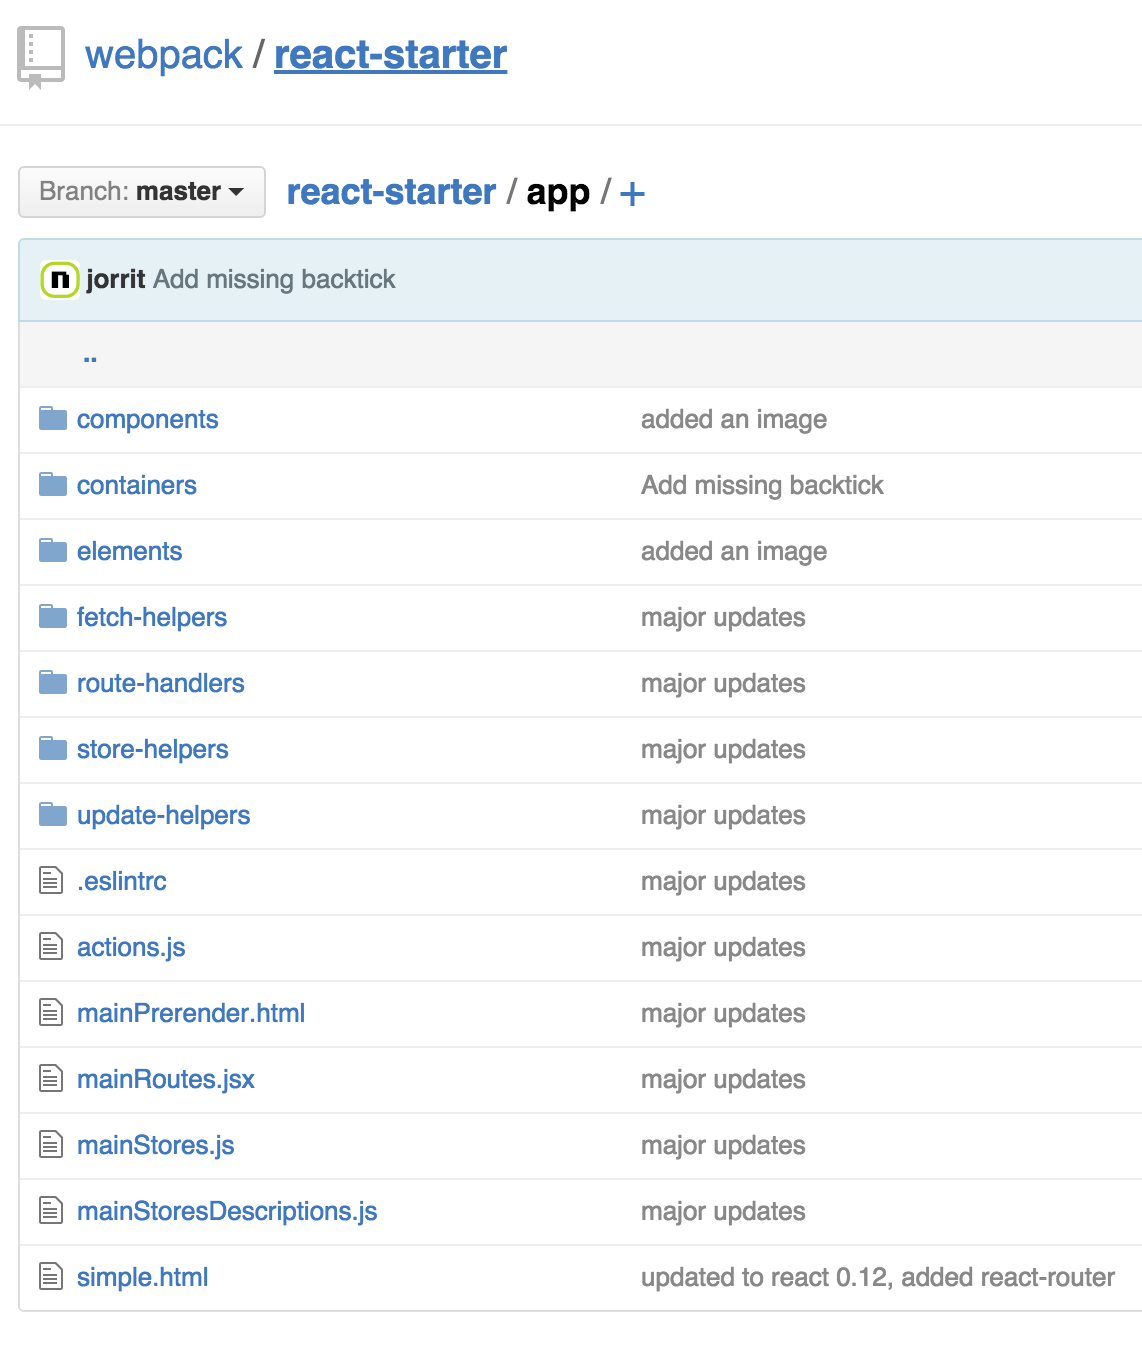 webpack / react-starter
Branch: master react-starter / app / +
jorrit Add missing backtick
..
components added an image
containers Add missing backtick
elements added an image
fetch-helpers major updates
route-handlers major updates
store-helpers major updates
update-helpers major updates
.eslintrc major updates
actions.js major updates
mainPrerender.html major updates
mainRoutes.jsx major updates
mainStores.js major updates
mainStoresDescriptions.js major updates
simple.html updated to react 0.12, added react-router